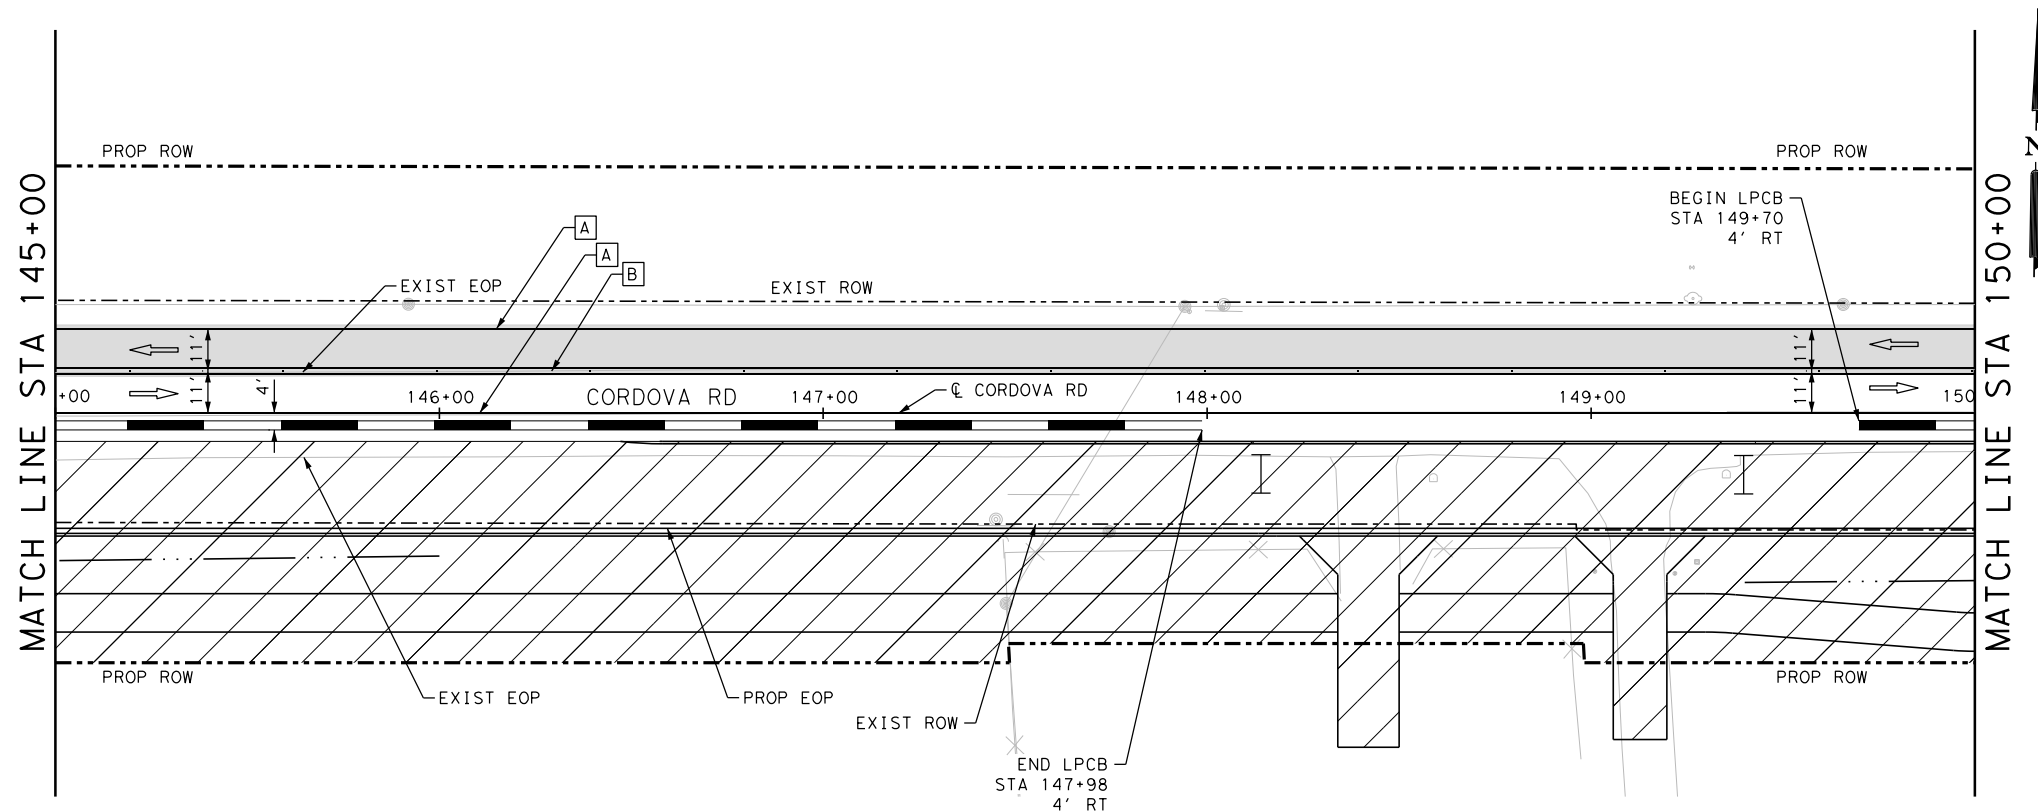 MATCH LINE STA 145+00
PROP ROW
PROP ROW
BEGIN LPCB
STA 149+70
4' RT
A
A
B
EXIST EOP
EXIST ROW
11'
11'
4'
11'
11'
+00
146+00
CORDOVA RD
147+00
℄ CORDOVA RD
148+00
149+00
150
PROP ROW
EXIST EOP
PROP EOP
EXIST ROW
END LPCB
STA 147+98
4' RT
PROP ROW
MATCH LINE STA 150+00
N